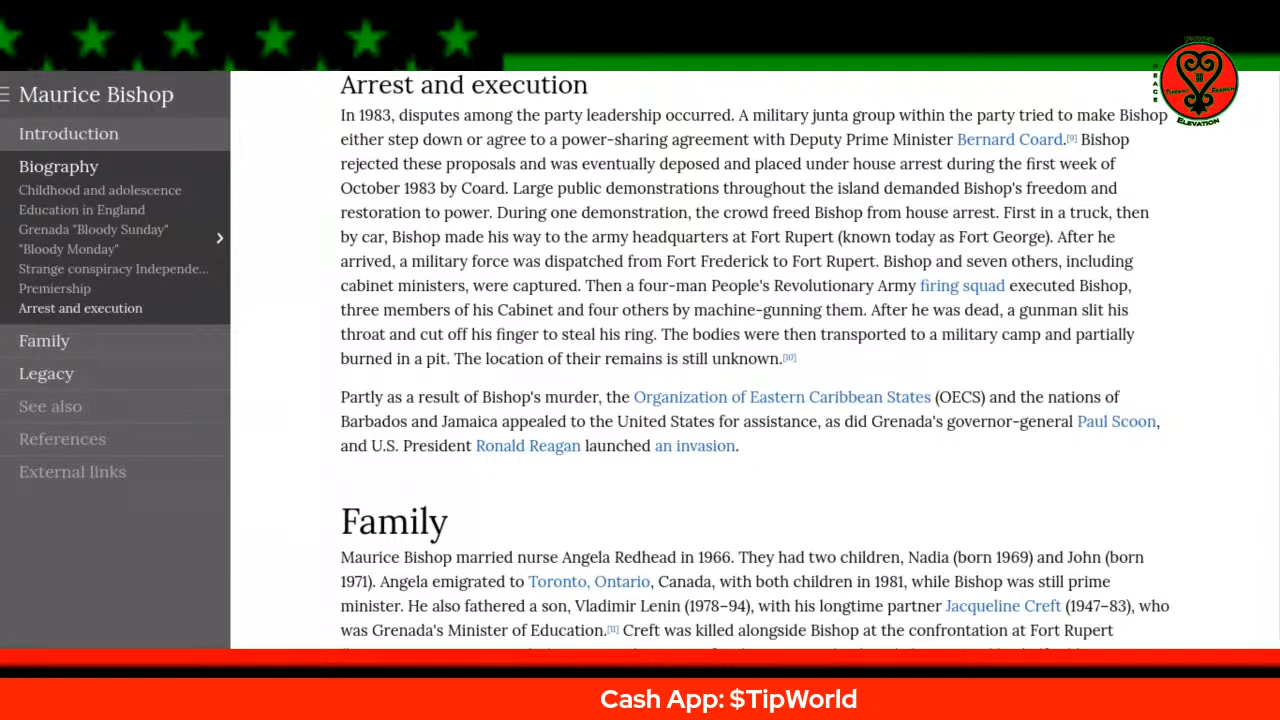 Maurice Bishop
Introduction
Biography
Childhood and adolescence
Education in England
Grenada "Bloody Sunday"
"Bloody Monday"
Strange conspiracy Independe...
Premiership
Arrest and execution
Family
Legacy
See also
References
External links
Arrest and execution
In 1983, disputes among the party leadership occurred. A military junta group within the party tried to make Bishop
either step down or agree to a power-sharing agreement with Deputy Prime Minister Bernard Coard.[9] Bishop
rejected these proposals and was eventually deposed and placed under house arrest during the first week of
October 1983 by Coard. Large public demonstrations throughout the island demanded Bishop's freedom and
restoration to power. During one demonstration, the crowd freed Bishop from house arrest. First in a truck, then
by car, Bishop made his way to the army headquarters at Fort Rupert (known today as Fort George). After he
arrived, a military force was dispatched from Fort Frederick to Fort Rupert. Bishop and seven others, including
cabinet ministers, were captured. Then a four-man People's Revolutionary Army firing squad executed Bishop,
three members of his Cabinet and four others by machine-gunning them. After he was dead, a gunman slit his
throat and cut off his finger to steal his ring. The bodies were then transported to a military camp and partially
burned in a pit. The location of their remains is still unknown.[10]
Partly as a result of Bishop's murder, the Organization of Eastern Caribbean States (OECS) and the nations of
Barbados and Jamaica appealed to the United States for assistance, as did Grenada's governor-general Paul Scoon,
and U.S. President Ronald Reagan launched an invasion.
Family
Maurice Bishop married nurse Angela Redhead in 1966. They had two children, Nadia (born 1969) and John (born
1971). Angela emigrated to Toronto, Ontario, Canada, with both children in 1981, while Bishop was still prime
minister. He also fathered a son, Vladimir Lenin (1978–94), with his longtime partner Jacqueline Creft (1947–83), who
was Grenada's Minister of Education.[11] Creft was killed alongside Bishop at the confrontation at Fort Rupert
POWER
PEACE
ELEVATION
Cash App: $TipWorld